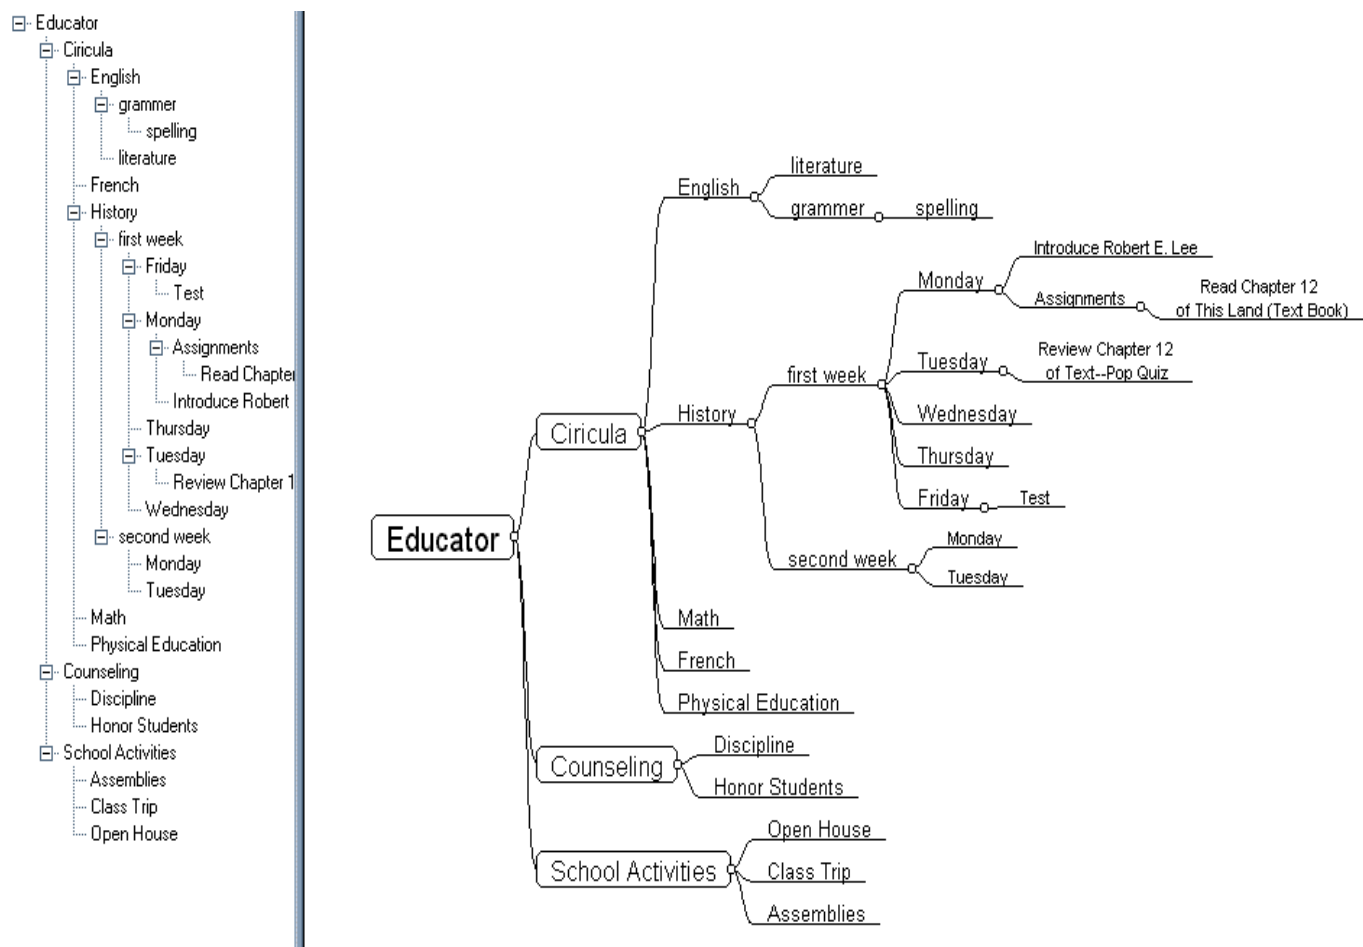 Educator
Ciricula
English
grammer
spelling
literature
French
History
first week
Friday
Test
Monday
Assignments
Read Chapter
Introduce Robert
Thursday
Tuesday
Review Chapter 1
Wednesday
second week
Monday
Tuesday
Math
Physical Education
Counseling
Discipline
Honor Students
School Activities
Assemblies
Class Trip
Open House
Educator
Ciricula
English
literature
grammer
spelling
History
first week
Monday
Introduce Robert E. Lee
Assignments
Read Chapter 12
of This Land (Text Book)
Tuesday
Review Chapter 12
of Text--Pop Quiz
Wednesday
Thursday
Friday
Test
second week
Monday
Tuesday
Math
French
Physical Education
Counseling
Discipline
Honor Students
School Activities
Open House
Class Trip
Assemblies